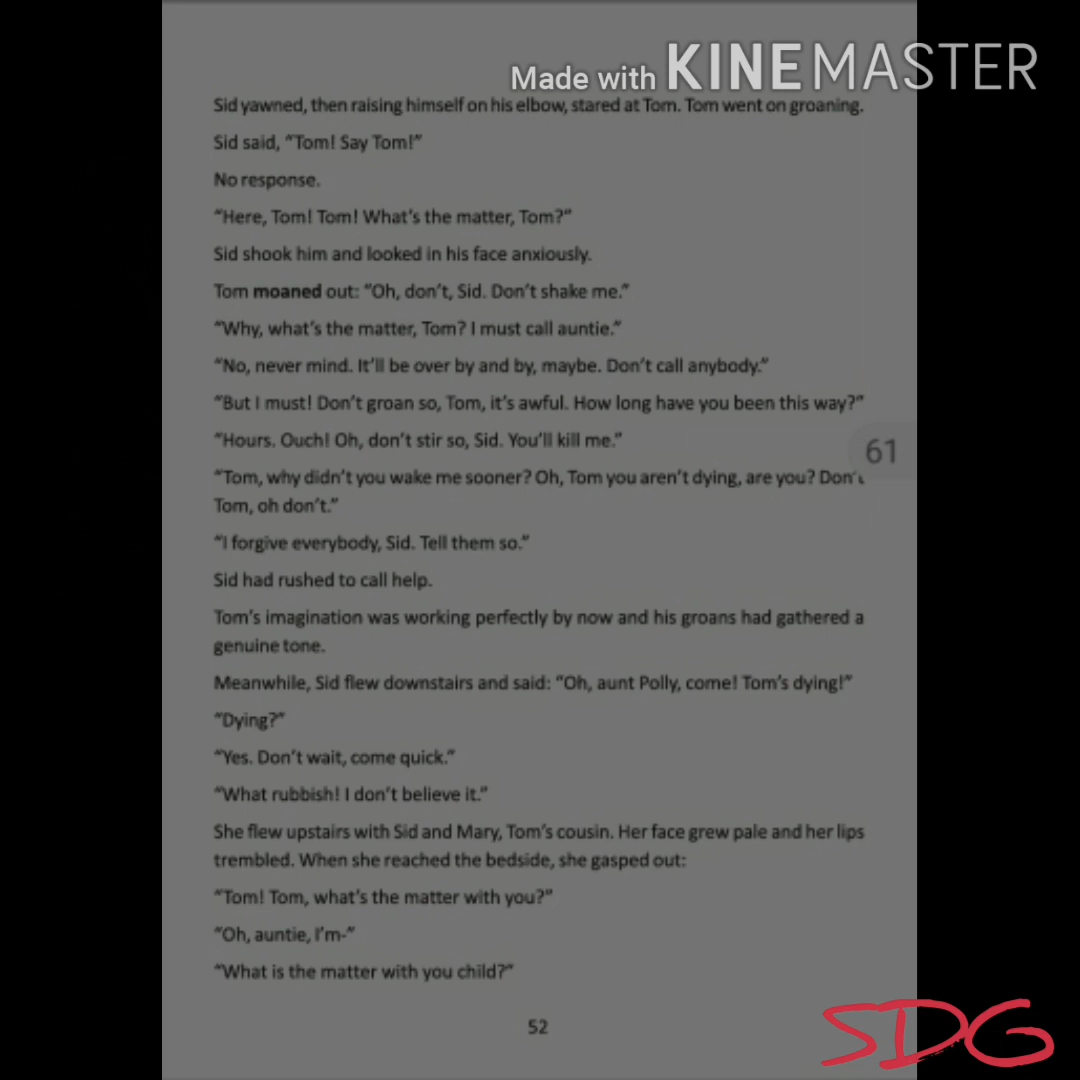 Made with KINEMASTER
Sid yawned, then raising himself on his elbow, stared at Tom. Tom went on groaning.
Sid said, “Tom! Say Tom!”
No response.
“Here, Tom! Tom! What’s the matter, Tom?”
Sid shook him and looked in his face anxiously.
Tom moaned out: “Oh, don’t, Sid. Don’t shake me.”
“Why, what’s the matter, Tom? I must call auntie.”
“No, never mind. It’ll be over by and by, maybe. Don’t call anybody.”
“But I must! Don’t groan so, Tom, it’s awful. How long have you been this way?”
“Hours. Ouch! Oh, don’t stir so, Sid. You’ll kill me.”
61
“Tom, why didn’t you wake me sooner? Oh, Tom you aren’t dying, are you? Don’t
Tom, oh don’t.”
“I forgive everybody, Sid. Tell them so.”
Sid had rushed to call help.
Tom’s imagination was working perfectly by now and his groans had gathered a
genuine tone.
Meanwhile, Sid flew downstairs and said: “Oh, aunt Polly, come! Tom’s dying!”
“Dying?”
“Yes. Don’t wait, come quick.”
“What rubbish! I don’t believe it.”
She flew upstairs with Sid and Mary, Tom’s cousin. Her face grew pale and her lips
trembled. When she reached the bedside, she gasped out:
“Tom! Tom, what’s the matter with you?”
“Oh, auntie, I’m-”
“What is the matter with you child?”
52
SDG